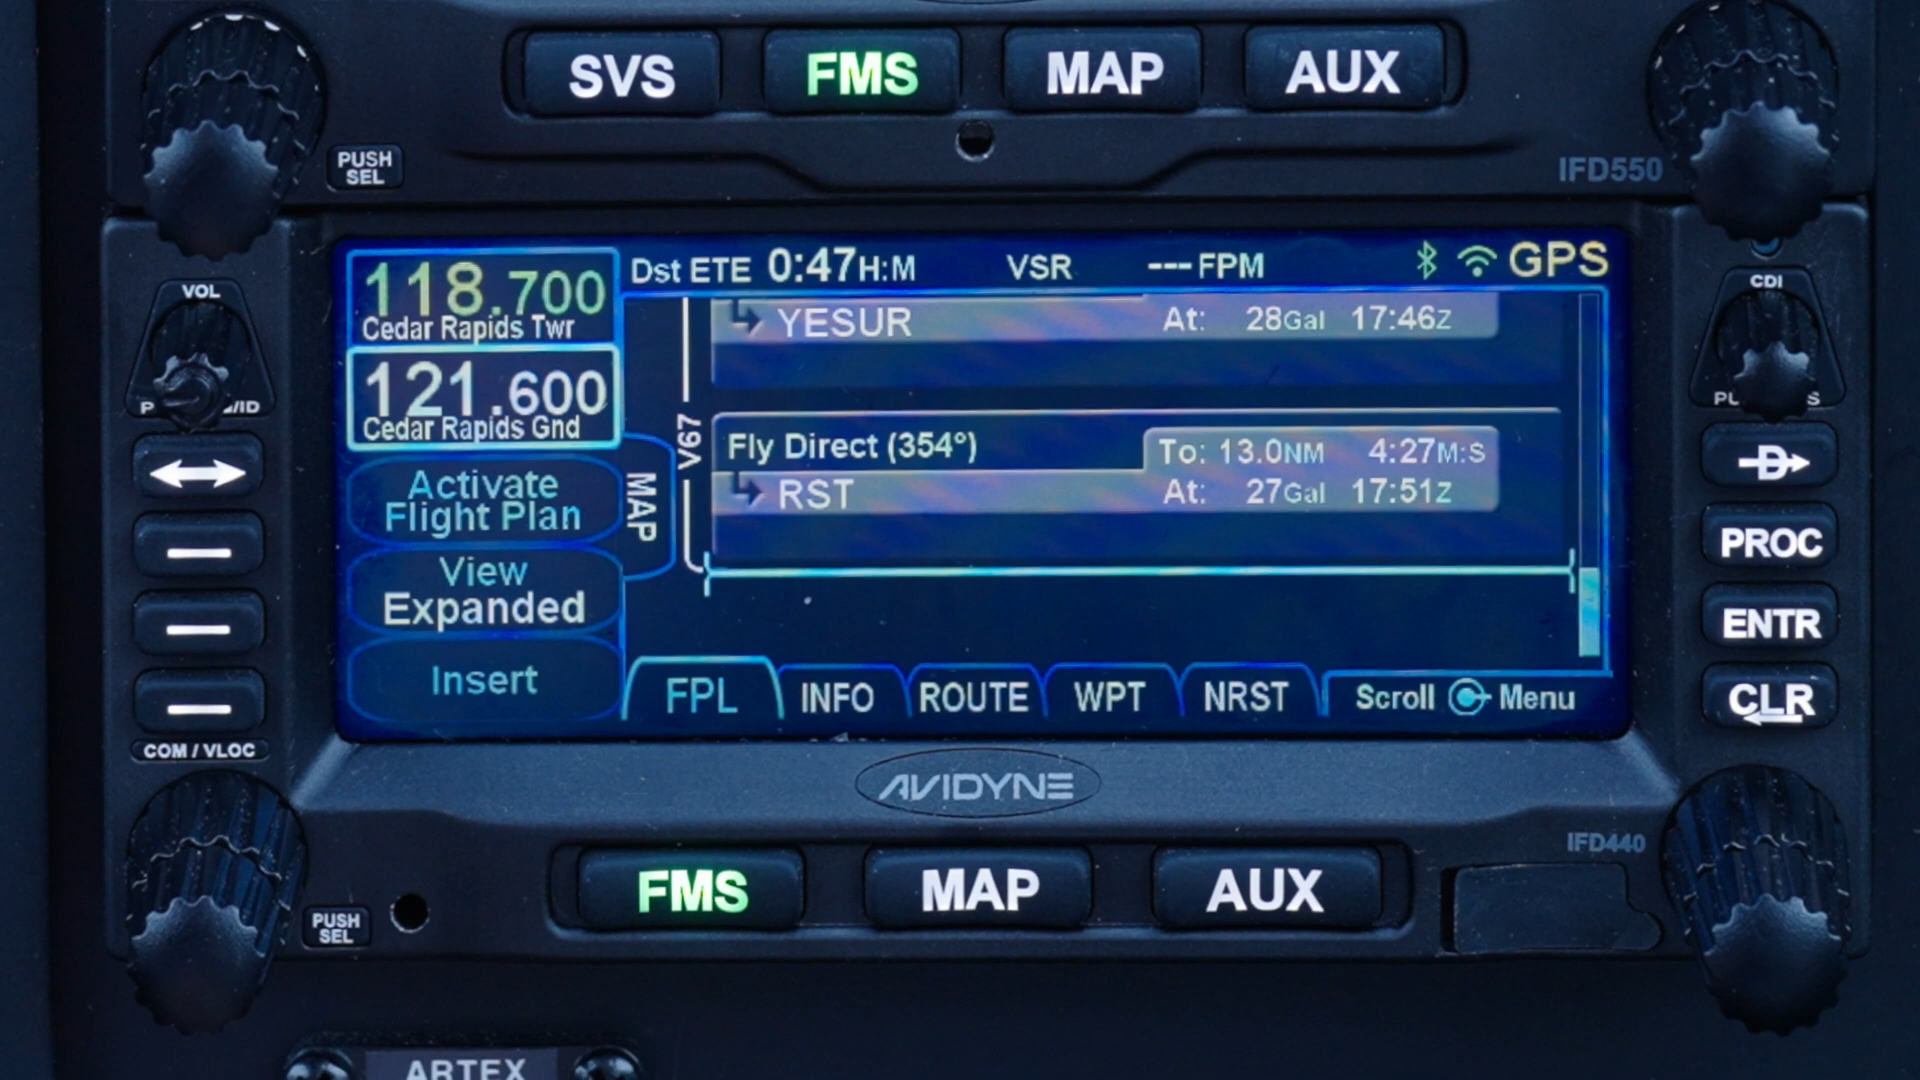 SVS FMS MAP AUX
PUSH
SEL
IFD550
VOL
CDI
118.700
Cedar Rapids Twr
121.600
Cedar Rapids Gnd
Dst ETE 0:47H:M VSR ---FPM GPS
YESUR At: 28Gal 17:46Z
V67
Fly Direct (354°) To: 13.0NM 4:27M:S
RST At: 27Gal 17:51Z
Activate
Flight Plan
View
Expanded
Insert
MAP
FPL INFO ROUTE WPT NRST Scroll Menu
/ID
D
PROC
ENTR
CLR
COM / VLOC
AVIDYNE
IFD440
FMS MAP AUX
PUSH
SEL
ARTEX